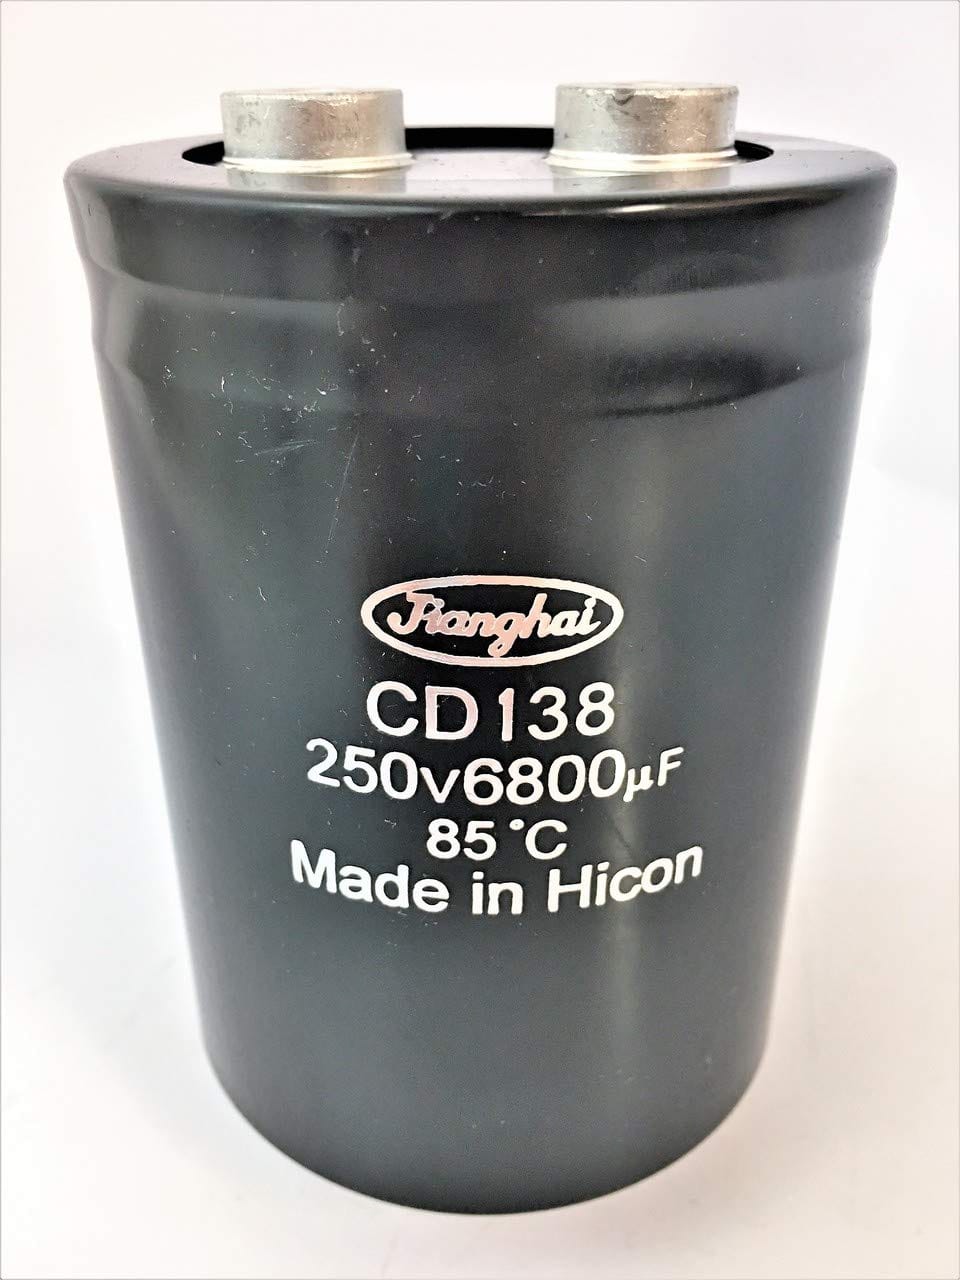 Jianghai
CD138
250v6800µF
85°C
Made in Hicon